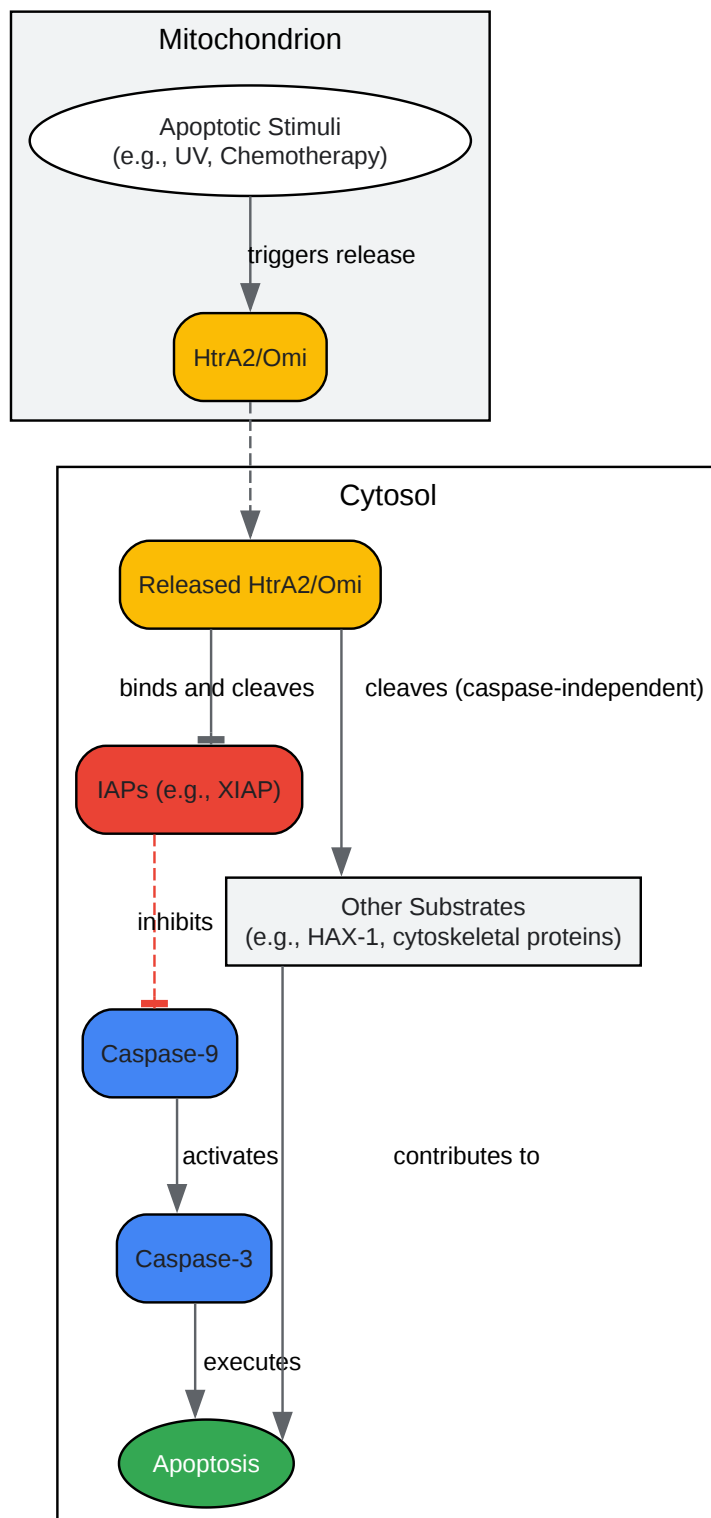 Mitochondrion
Apoptotic Stimuli
(e.g., UV, Chemotherapy)
triggers release
HtrA2/Omi
Cytosol
Released HtrA2/Omi
binds and cleaves
cleaves (caspase-independent)
IAPs (e.g., XIAP)
Other Substrates
(e.g., HAX-1, cytoskeletal proteins)
inhibits
Caspase-9
activates
contributes to
Caspase-3
executes
Apoptosis